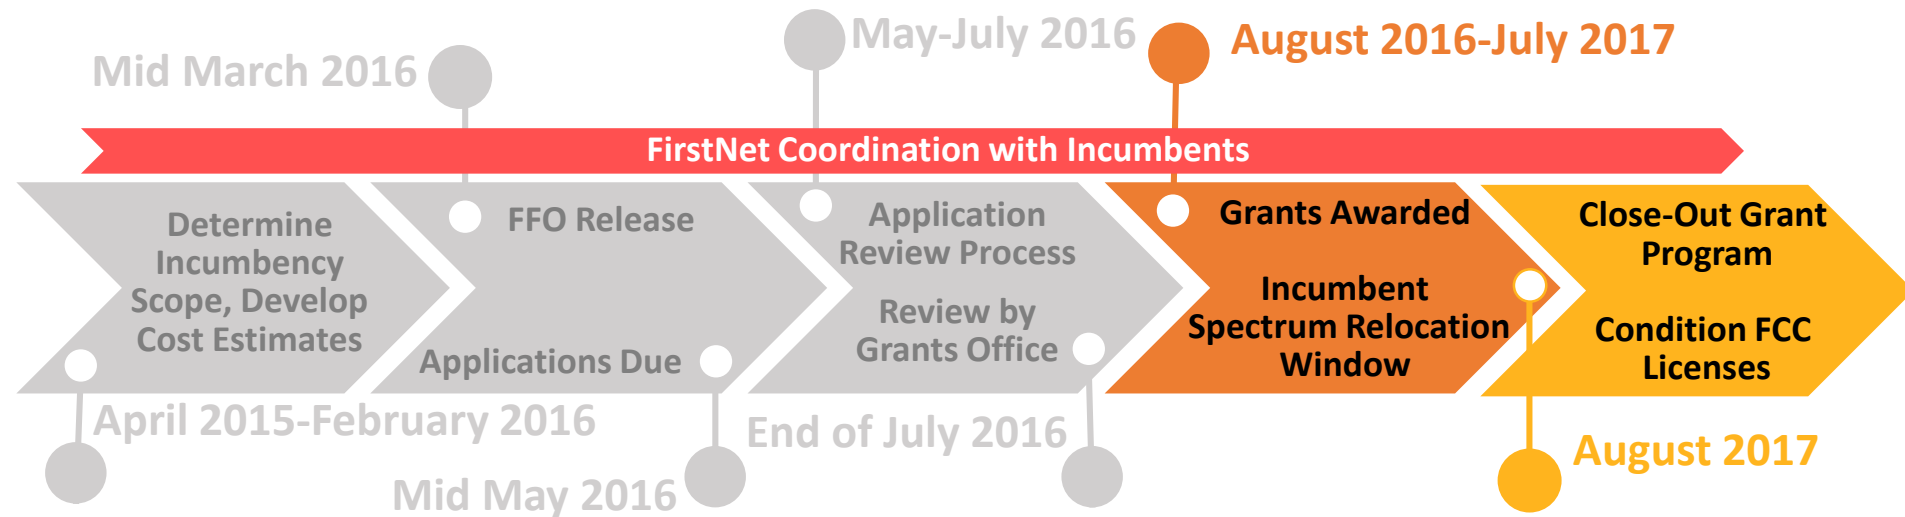 Mid March 2016
May-July 2016
August 2016-July 2017
FirstNet Coordination with Incumbents
Determine
Incumbency
Scope, Develop
Cost Estimates
FFO Release
Applications Due
Application
Review Process
Review by
Grants Office
Grants Awarded
Incumbent
Spectrum Relocation
Window
Close-Out Grant
Program
Condition FCC
Licenses
April 2015-February 2016
Mid May 2016
End of July 2016
August 2017